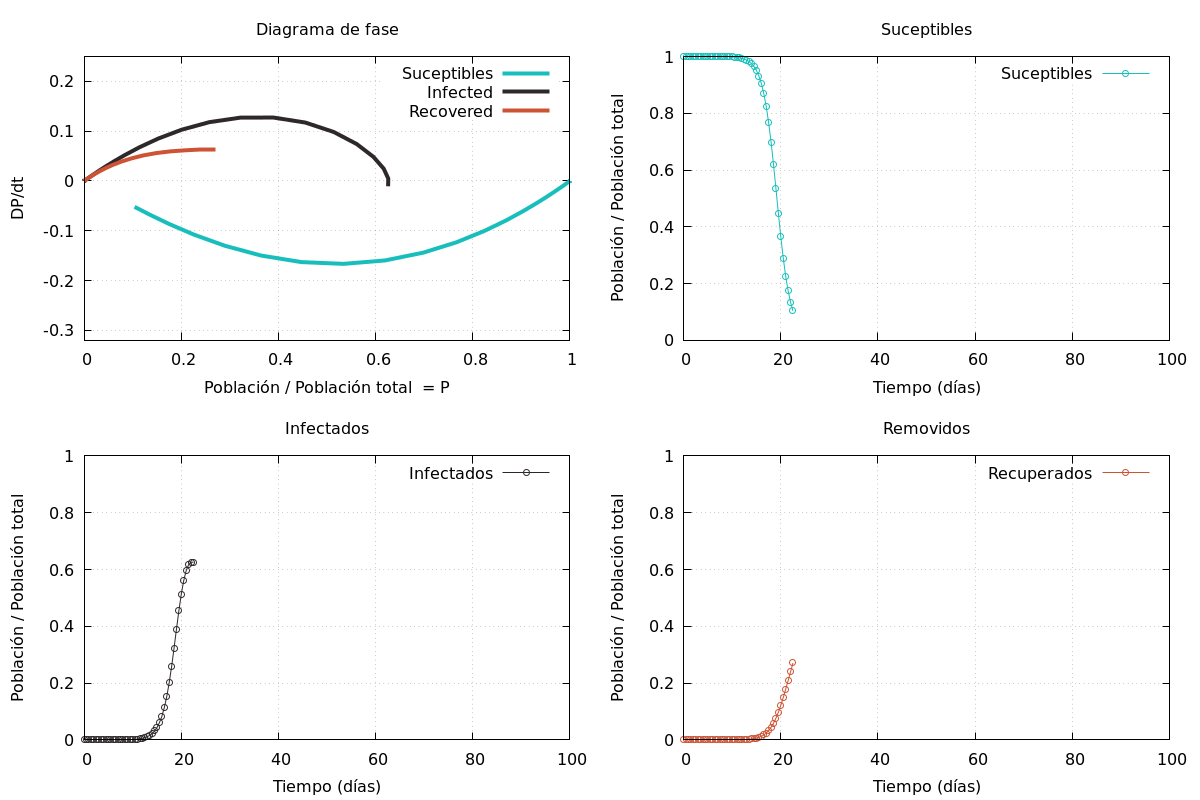 Diagrama de fase
Suceptibles
Infected
Recovered
0.2
0.1
0
-0.1
-0.2
-0.3
DP/dt
0 0.2 0.4 0.6 0.8 1
Población / Población total = P
Suceptibles
Suceptibles
1
0.8
0.6
0.4
0.2
0
Población / Población total
0 20 40 60 80 100
Tiempo (días)
Infectados
Infectados
1
0.8
0.6
0.4
0.2
0
Población / Población total
0 20 40 60 80 100
Tiempo (días)
Removidos
Recuperados
1
0.8
0.6
0.4
0.2
0
Población / Población total
0 20 40 60 80 100
Tiempo (días)